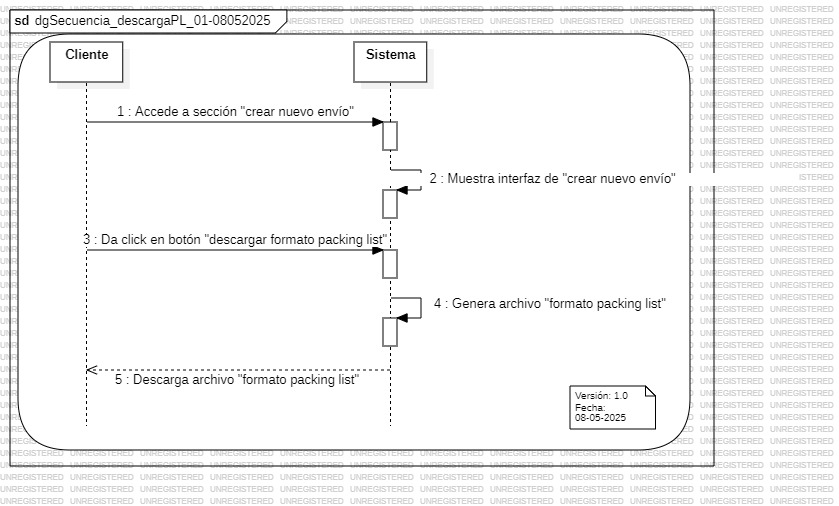 sd dgSecuencia_descargaPL_01-08052025
Cliente
Sistema
1 : Accede a sección "crear nuevo envío"
2 : Muestra interfaz de "crear nuevo envío"
3 : Da click en botón "descargar formato packing list"
4 : Genera archivo "formato packing list"
5 : Descarga archivo "formato packing list"
Versión: 1.0
Fecha:
08-05-2025
UNREGISTERED